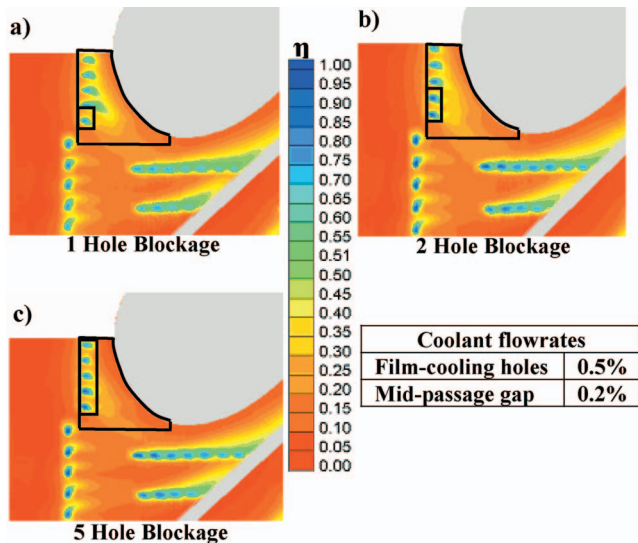 a)
1 Hole Blockage
η
1.00
0.95
0.90
0.85
0.80
0.75
0.70
0.65
0.60
0.55
0.51
0.50
0.45
0.40
0.35
0.30
0.25
0.20
0.15
0.10
0.05
0.00
b)
2 Hole Blockage
c)
5 Hole Blockage
Coolant flowrates
Film-cooling holes 0.5%
Mid-passage gap 0.2%